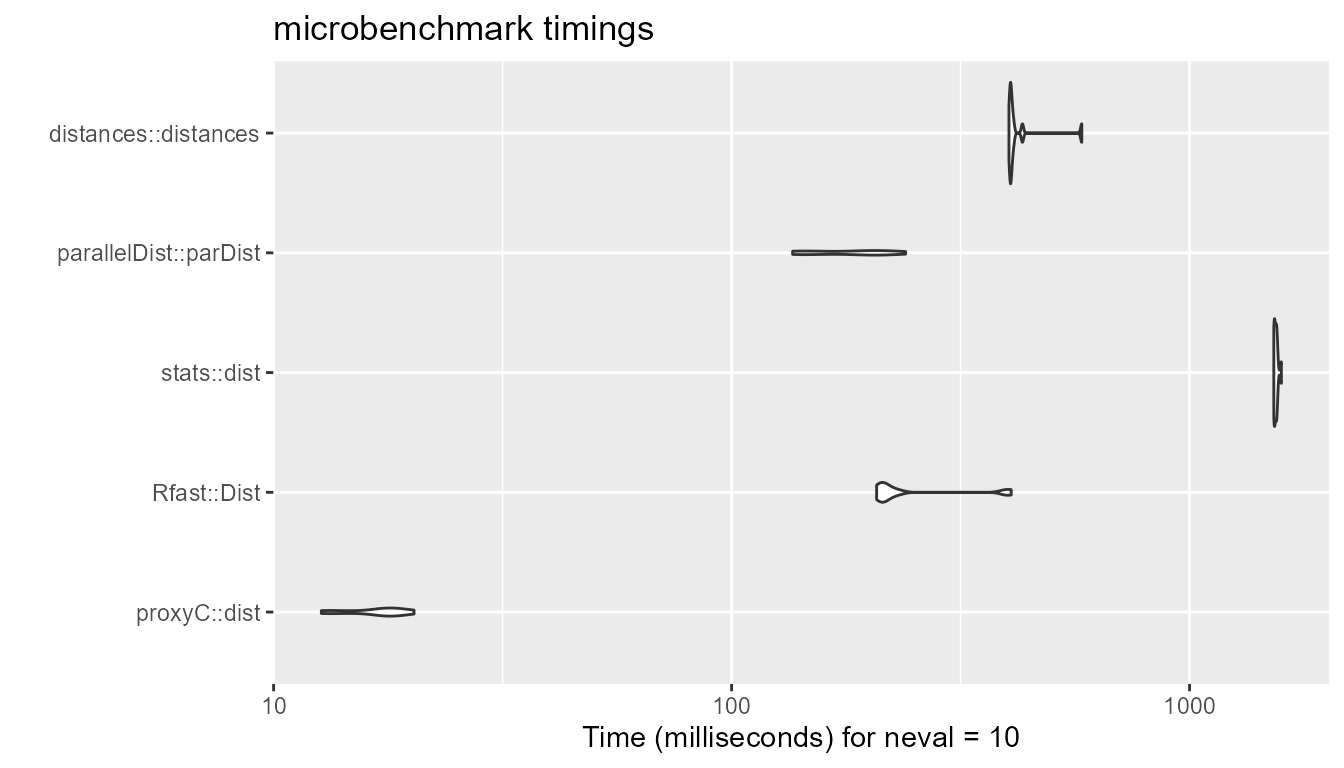 microbenchmark timings
distances::distances
parallelDist::parDist
stats::dist
Rfast::Dist
proxyC::dist
10
100
1000
Time (milliseconds) for neval = 10